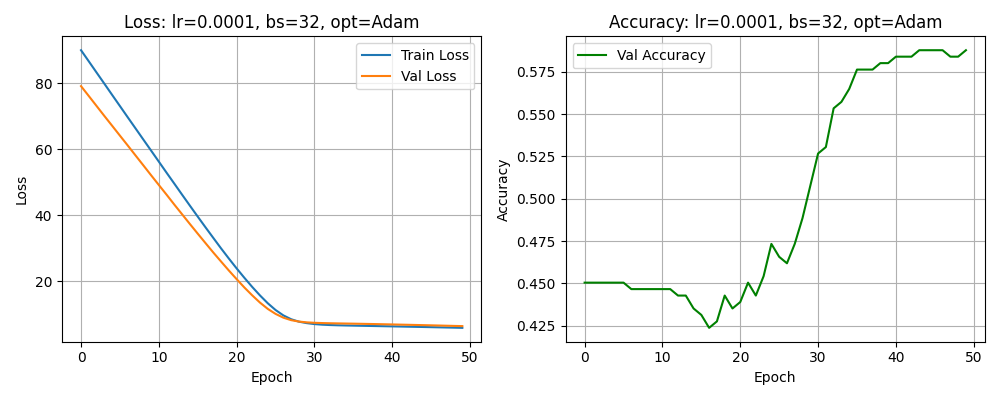 Loss: lr=0.0001, bs=32, opt=Adam
Train Loss
Val Loss
80
60
40
20
Loss
0
10
20
30
40
50
Epoch
Accuracy: lr=0.0001, bs=32, opt=Adam
Val Accuracy
0.575
0.550
0.525
0.500
0.475
0.450
0.425
Accuracy
0
10
20
30
40
50
Epoch